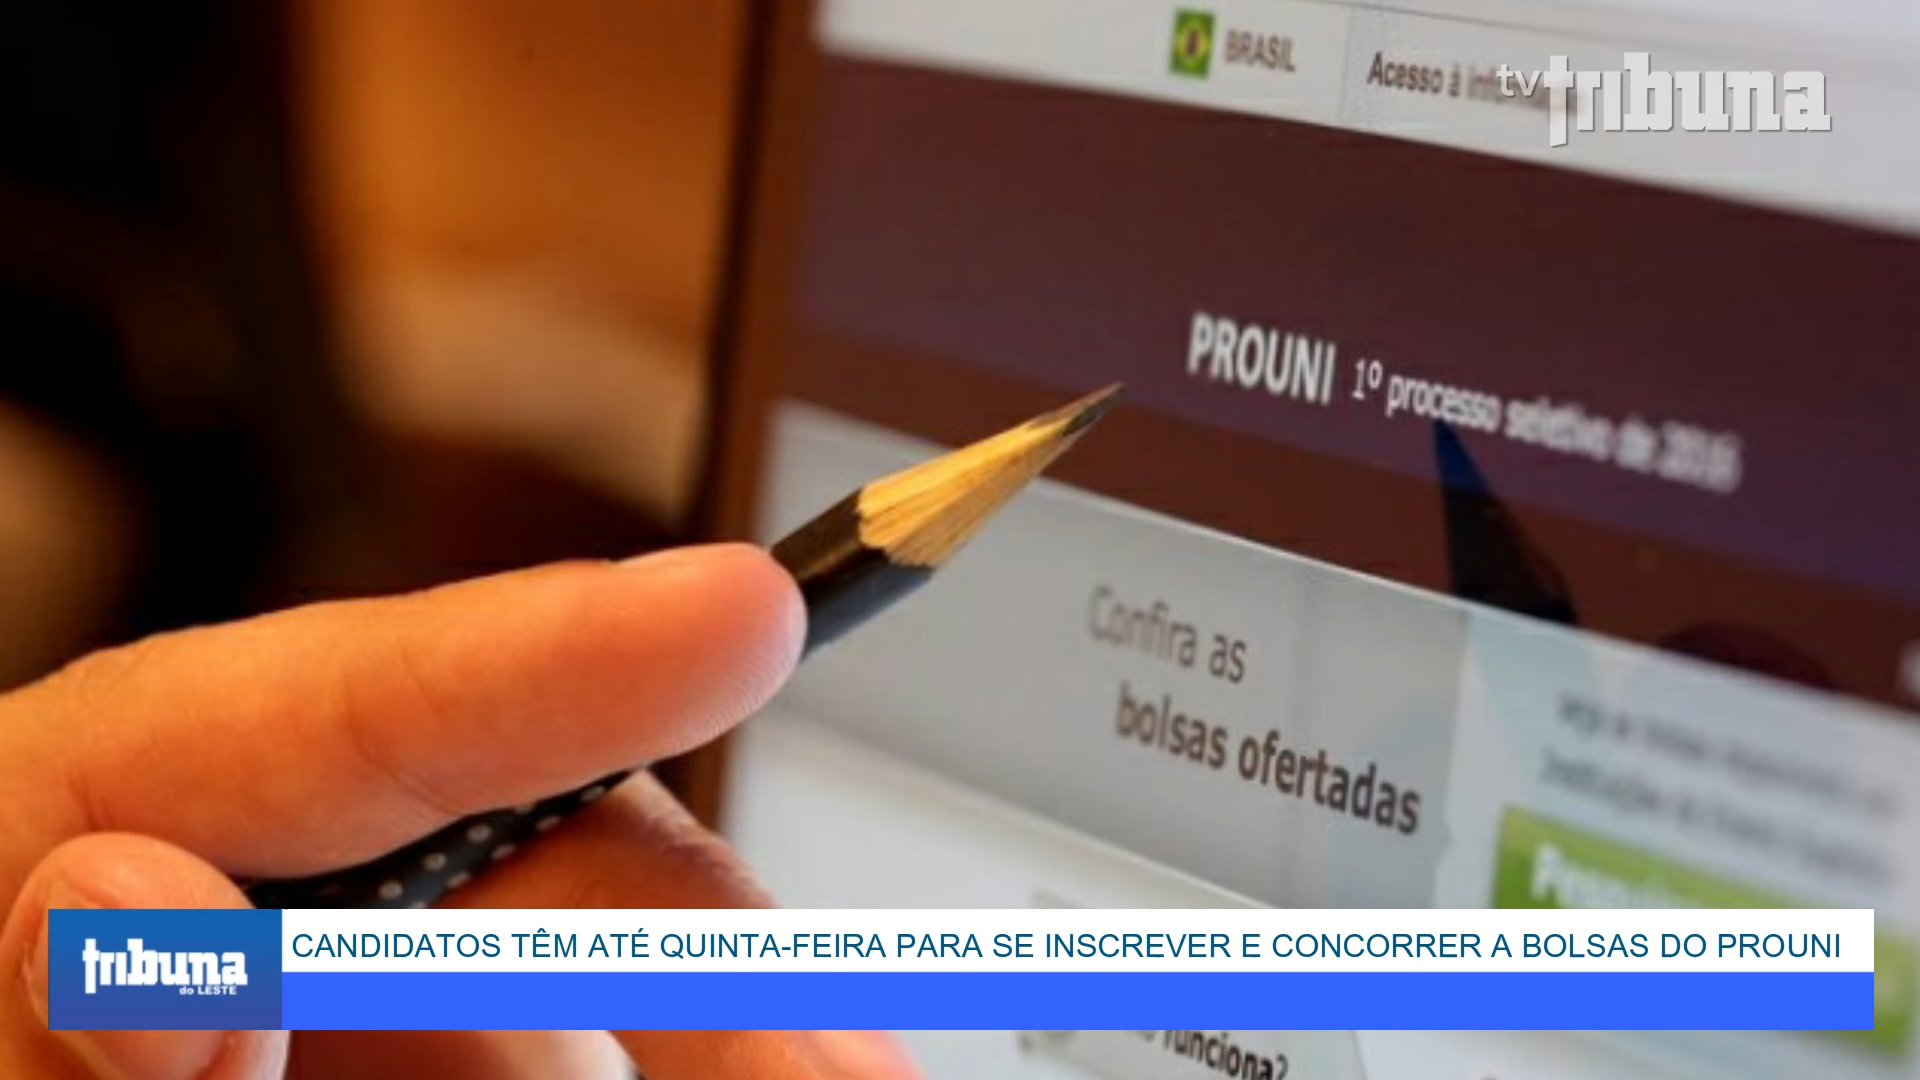 BRASIL
Acesso à informação
tv tribuna
PROUNI 1º processo seletivo de 2016
Confira as
bolsas ofertadas
tribuna
do LESTE
CANDIDATOS TÊM ATÉ QUINTA-FEIRA PARA SE INSCREVER E CONCORRER A BOLSAS DO PROUNI
funciona?